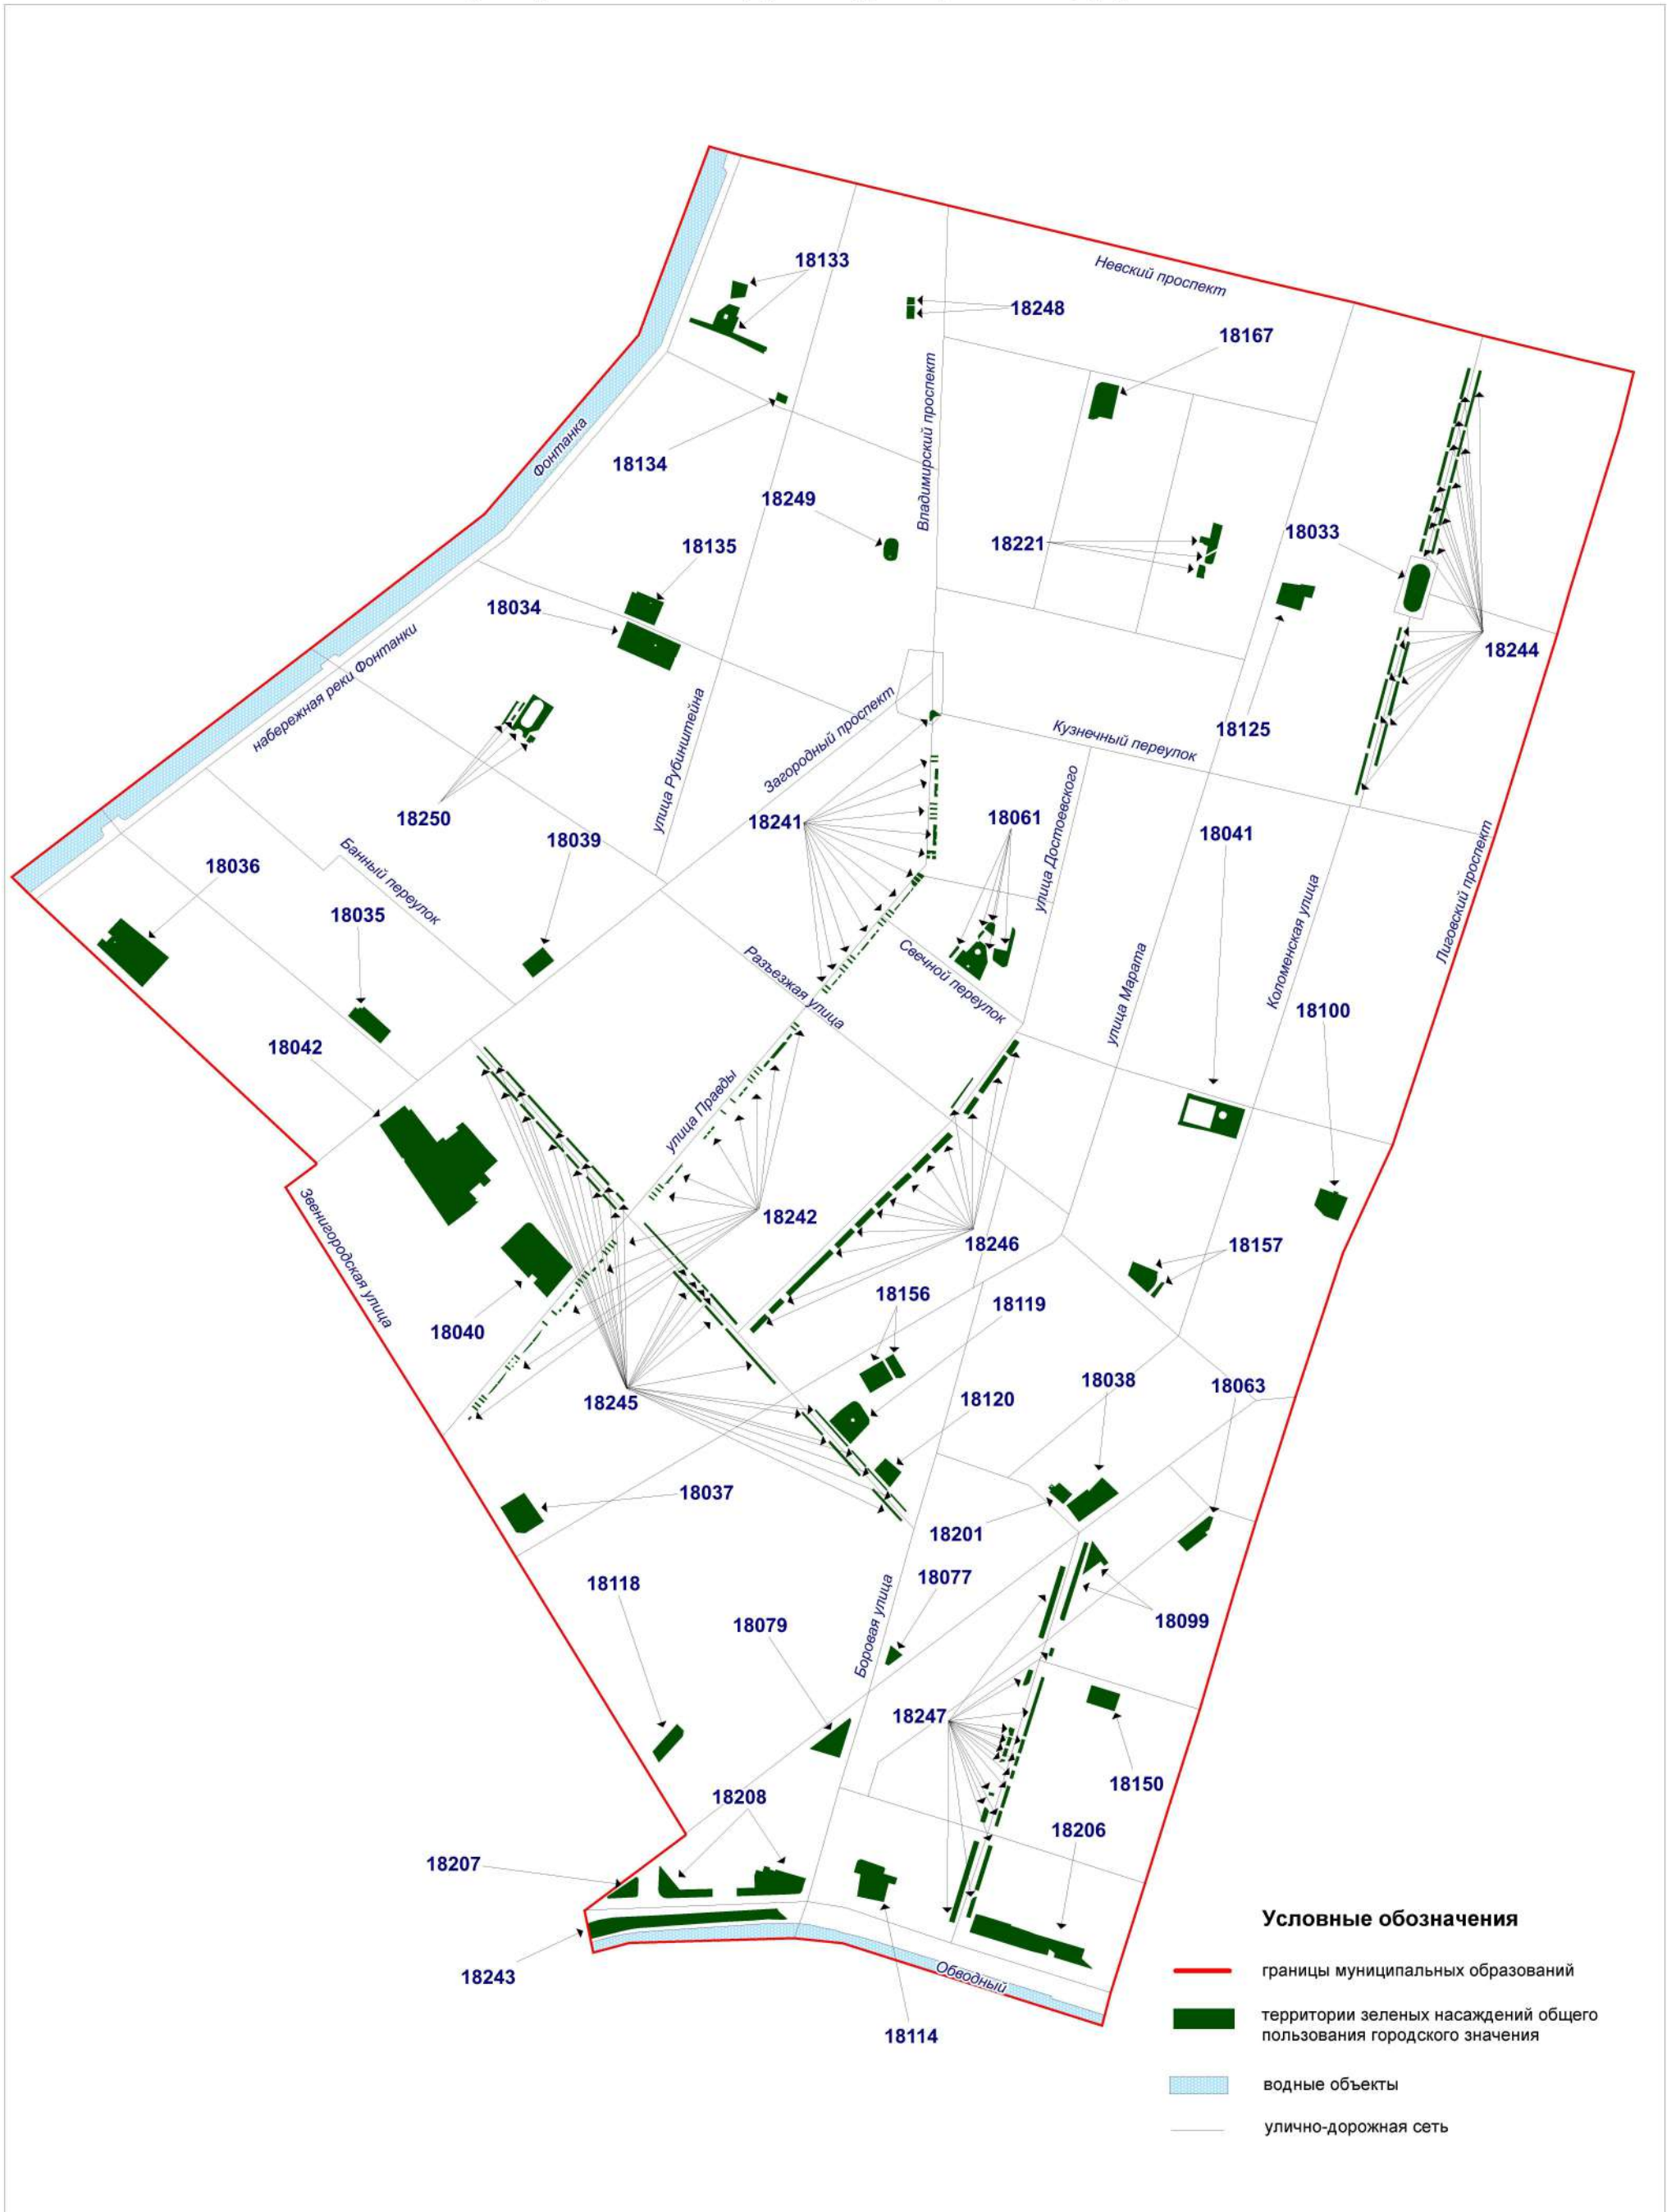 18133
Невский проспект
18248
18167
Владимирский проспект
Фонтанка
18134
18249
18033
18221
18135
18034
18244
набережная реки Фонтанки
улица Рубинштейна
Загородный проспект
18125
Кузнечный переулок
18250
18241
18061
18041
18039
18036
Банный переулок
улица Достоевского
Лиговский проспект
18035
Коломенская улица
Свечной переулок
Разъезжая улица
улица Марата
18100
18042
улица Правды
18242
18246
18157
Звенигородская улица
18156
18119
18040
18038
18063
18245
18120
18037
18201
18118
18077
18079
18099
Боровая улица
18247
18150
18208
18206
18207
18243
Обводный
18114
Условные обозначения
границы муниципальных образований
территории зеленых насаждений общего
пользования городского значения
водные объекты
улично-дорожная сеть